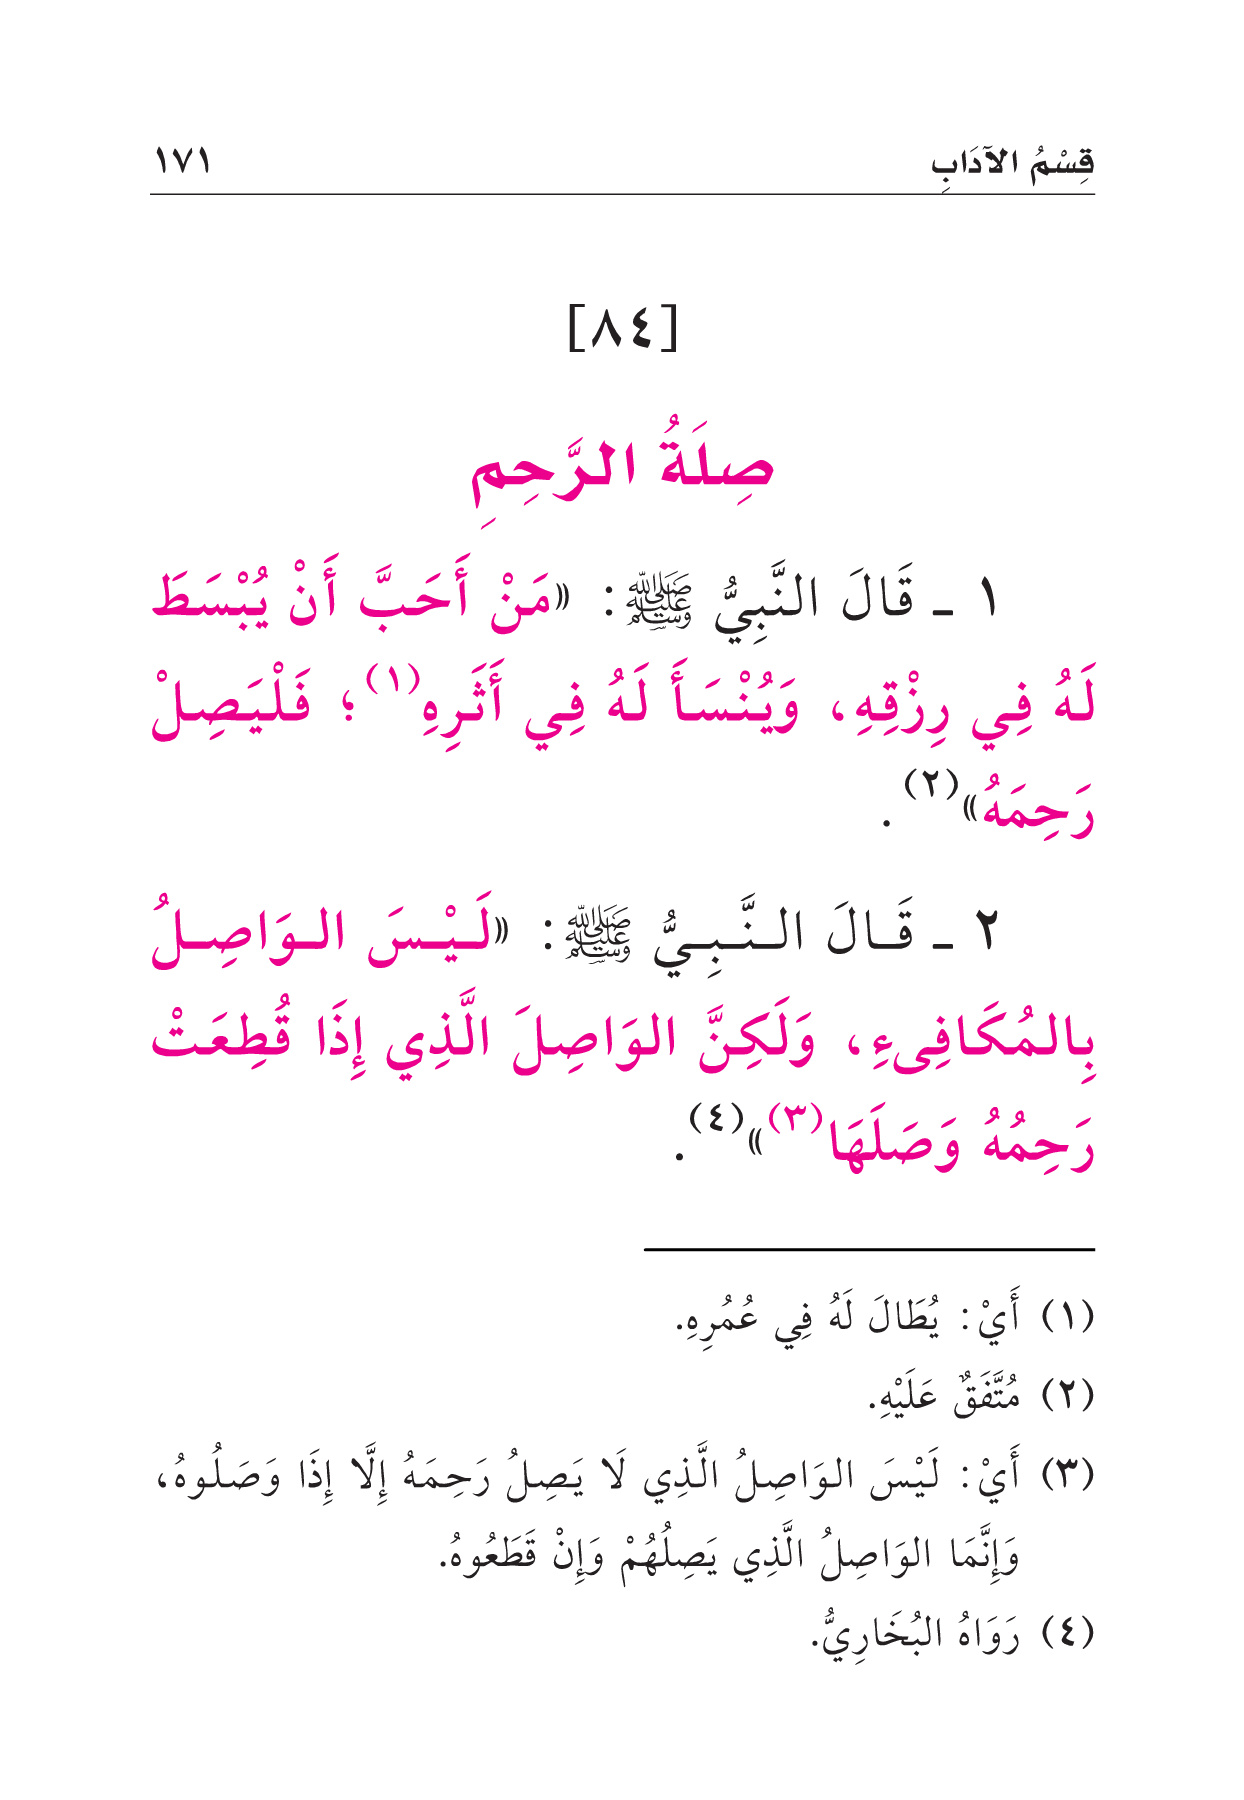 قِسْمُ الآدَابِ ١٧١
[٨٤]
صِلَةُ الرَّحِمِ
١ ـ قَالَ النَّبِيُّ ﷺ: «مَنْ أَحَبَّ أَنْ يُبْسَطَ
لَهُ فِي رِزْقِهِ، وَيُنْسَأَ لَهُ فِي أَثَرِهِ(١)؛ فَلْيَصِلْ
رَحِمَهُ»(٢).
٢ ـ قَالَ النَّبِيُّ ﷺ: «لَيْسَ الوَاصِلُ
بِالمُكَافِىءِ، وَلَكِنَّ الوَاصِلَ الَّذِي إِذَا قُطِعَتْ
رَحِمُهُ وَصَلَهَا(٣)»(٤).
(١) أَيْ: يُطَالَ لَهُ فِي عُمُرِهِ.
(٢) مُتَّفَقٌ عَلَيْهِ.
(٣) أَيْ: لَيْسَ الوَاصِلُ الَّذِي لَا يَصِلُ رَحِمَهُ إِلَّا إِذَا وَصَلُوهُ،
وَإِنَّمَا الوَاصِلُ الَّذِي يَصِلُهُمْ وَإِنْ قَطَعُوهُ.
(٤) رَوَاهُ البُخَارِيُّ.